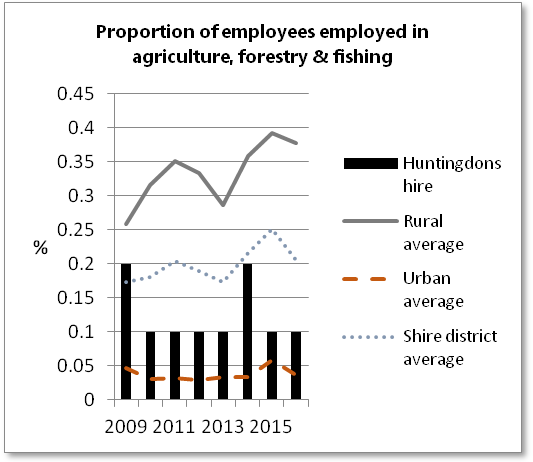 Proportion of employees employed in
agriculture, forestry & fishing
0.45
0.4
0.35
0.3
0.25
0.2
0.15
0.1
0.05
0
%
2009 2011 2013 2015
Huntingdons
hire
Rural
average
Urban
average
Shire district
average